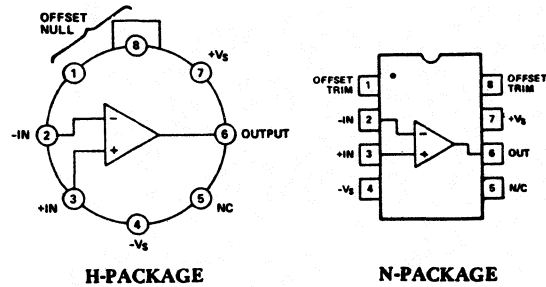 OFFSET
NULL
8
1
7
+VS
-IN
2
−
+
6
OUTPUT
3
+IN
4
-VS
5
NC
H-PACKAGE
OFFSET
TRIM
1
8
OFFSET
TRIM
-IN
2
7
+VS
−
+
+IN
3
6
OUT
-VS
4
5
N/C
N-PACKAGE